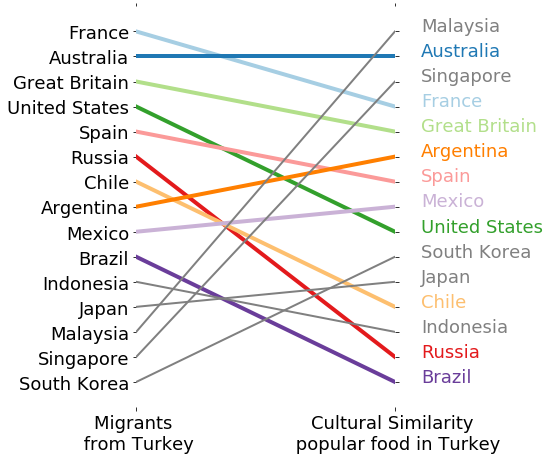 France
Australia
Great Britain
United States
Spain
Russia
Chile
Argentina
Mexico
Brazil
Indonesia
Japan
Malaysia
Singapore
South Korea
Malaysia
Australia
Singapore
France
Great Britain
Argentina
Spain
Mexico
United States
South Korea
Japan
Chile
Indonesia
Russia
Brazil
Migrants
from Turkey
Cultural Similarity
popular food in Turkey